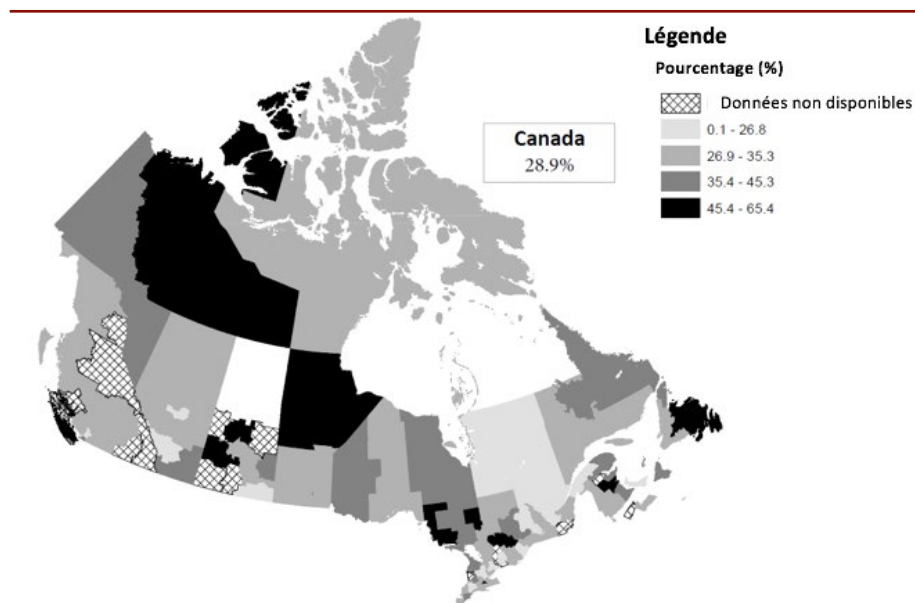 Légende
Pourcentage (%)
Données non disponibles
0.1 - 26.8
26.9 - 35.3
35.4 - 45.3
45.4 - 65.4
Canada
28.9%